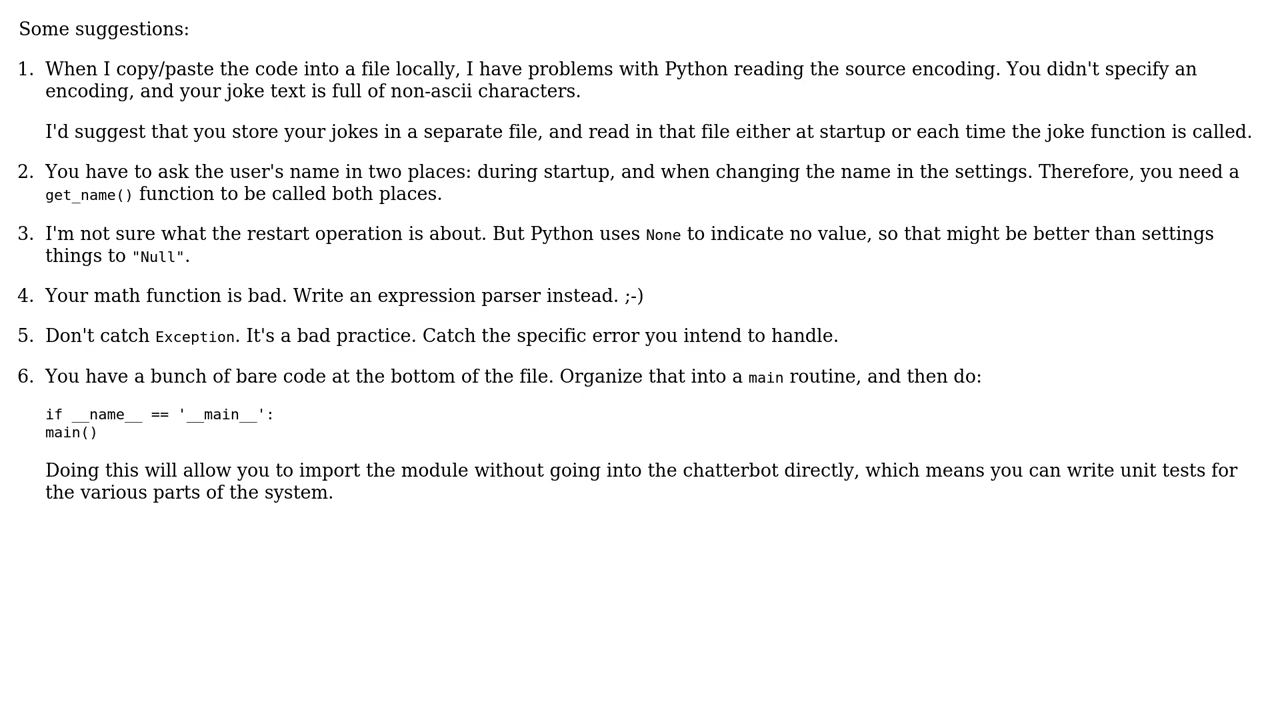 Some suggestions:
1. When I copy/paste the code into a file locally, I have problems with Python reading the source encoding. You didn't specify an
encoding, and your joke text is full of non-ascii characters.
I'd suggest that you store your jokes in a separate file, and read in that file either at startup or each time the joke function is called.
2. You have to ask the user's name in two places: during startup, and when changing the name in the settings. Therefore, you need a
get_name() function to be called both places.
3. I'm not sure what the restart operation is about. But Python uses None to indicate no value, so that might be better than settings
things to "Null".
4. Your math function is bad. Write an expression parser instead. ;-)
5. Don't catch Exception. It's a bad practice. Catch the specific error you intend to handle.
6. You have a bunch of bare code at the bottom of the file. Organize that into a main routine, and then do:
if __name__ == '__main__':
main()
Doing this will allow you to import the module without going into the chatterbot directly, which means you can write unit tests for
the various parts of the system.